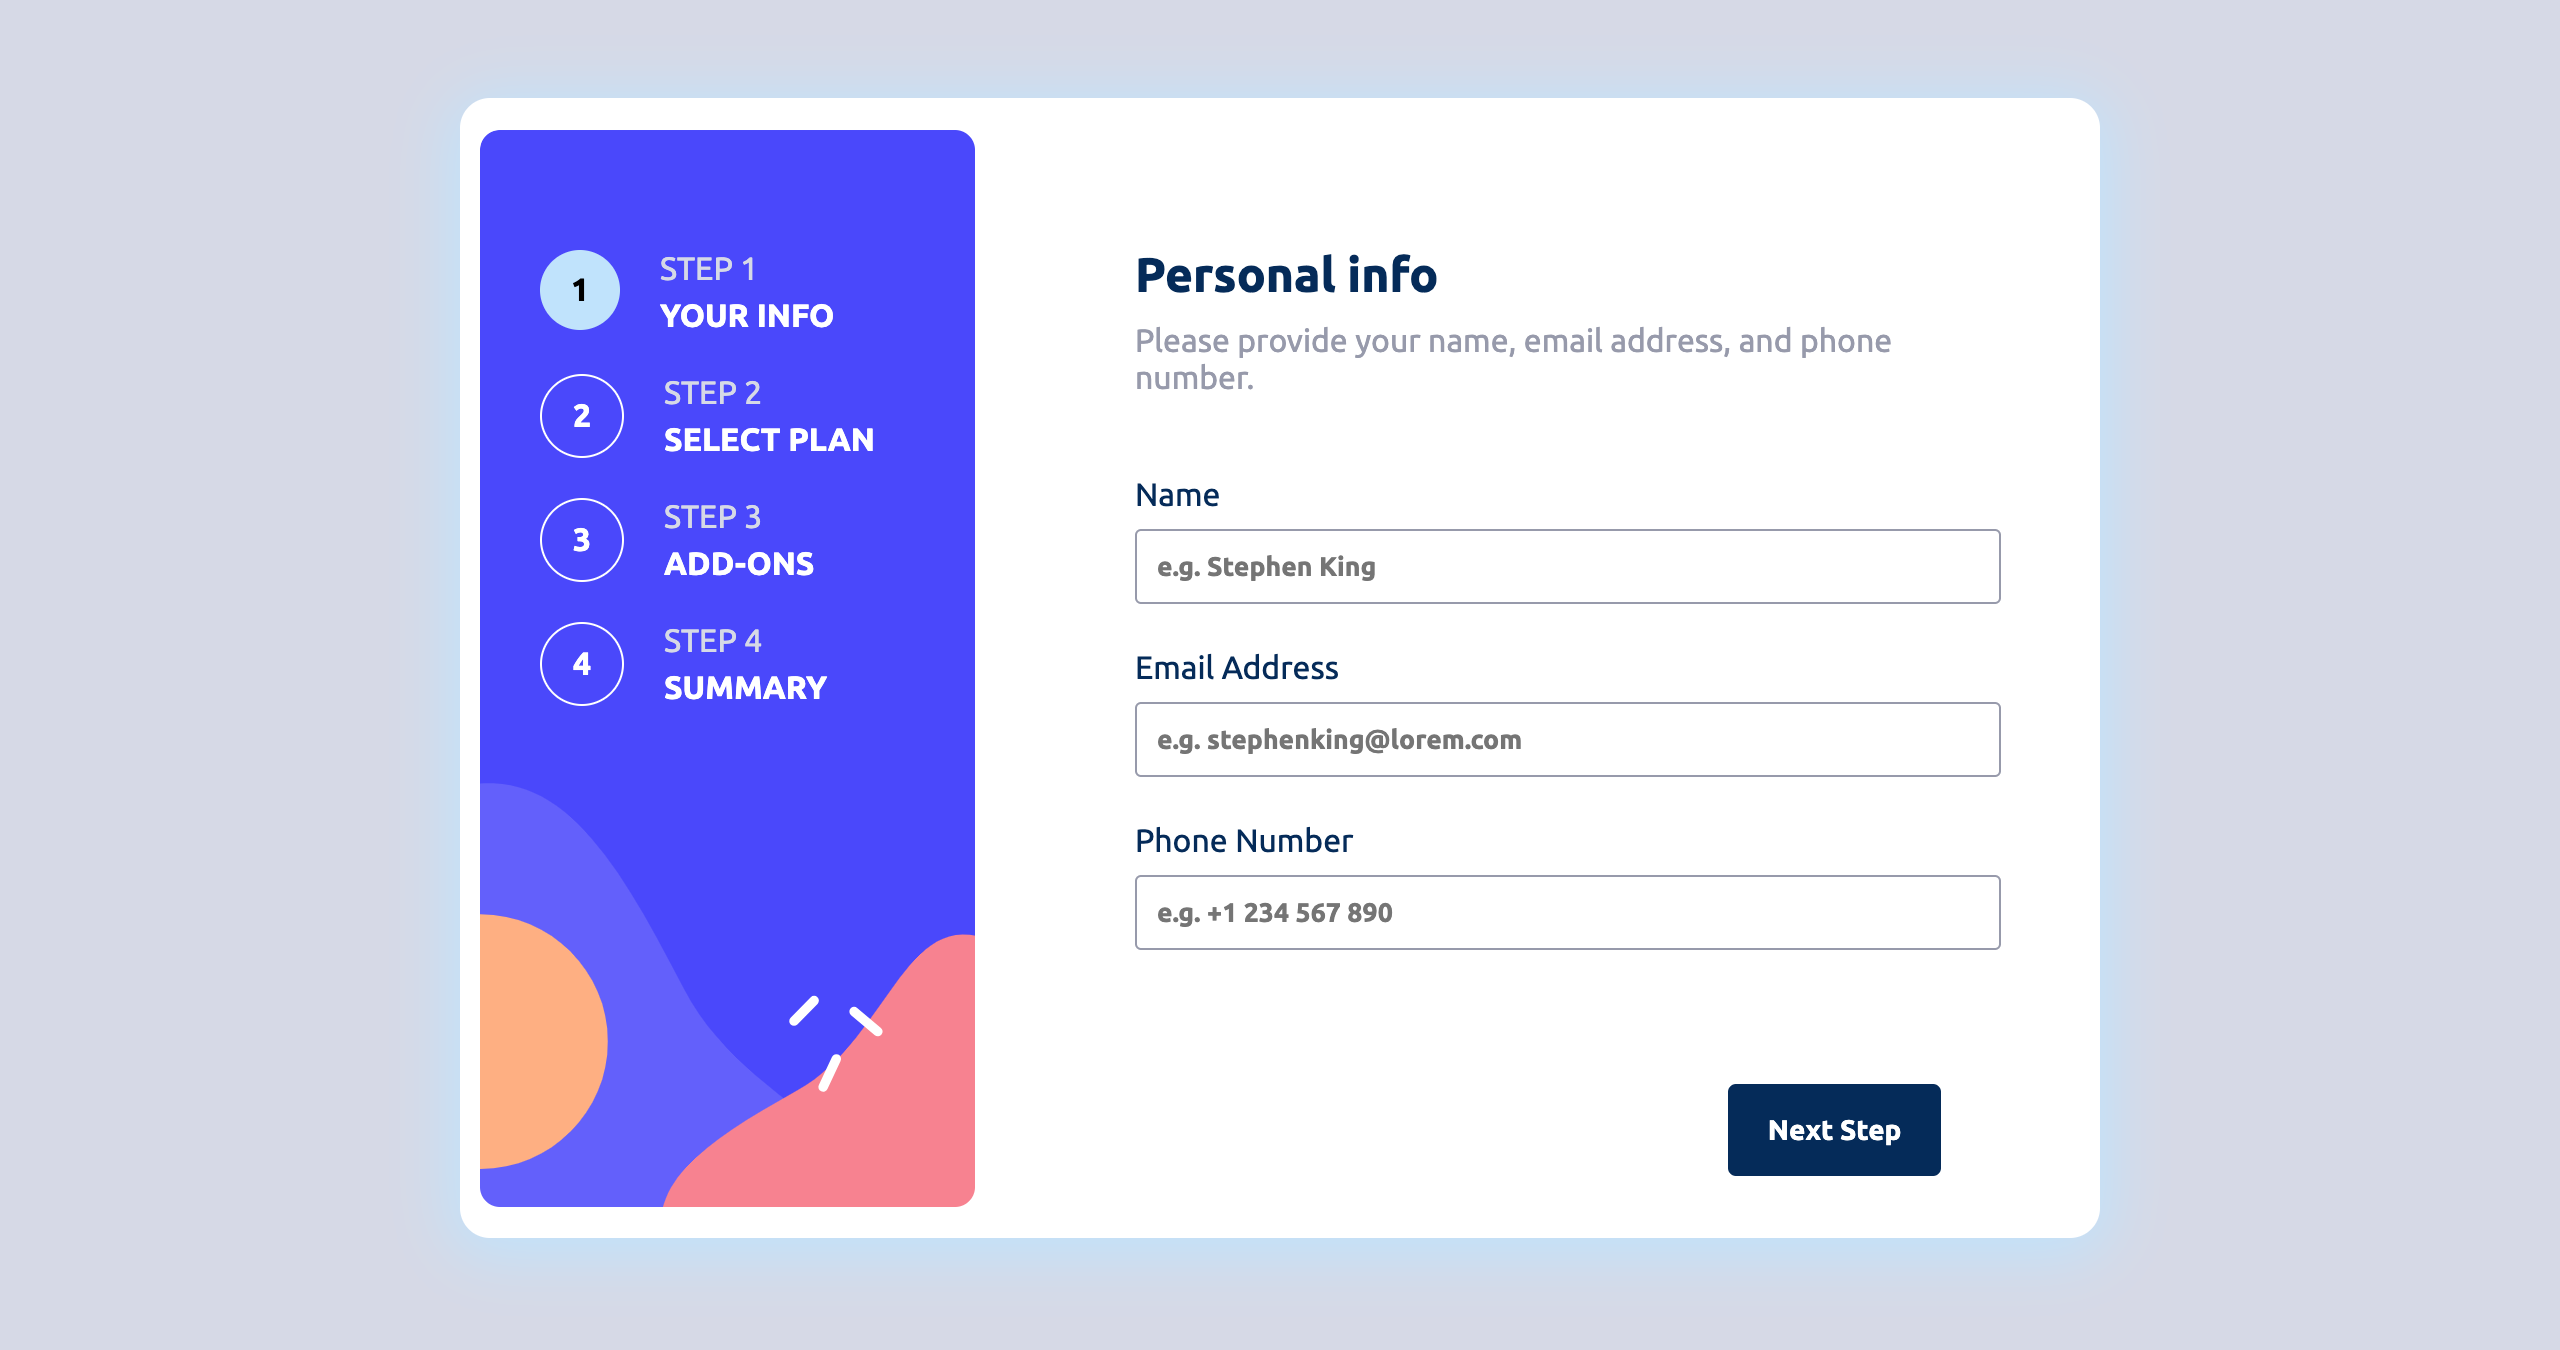 1
STEP 1
YOUR INFO
2
STEP 2
SELECT PLAN
3
STEP 3
ADD-ONS
4
STEP 4
SUMMARY
Personal info
Please provide your name, email address, and phone
number.
Name
e.g. Stephen King
Email Address
e.g. stephenking@lorem.com
Phone Number
e.g. +1 234 567 890
Next Step